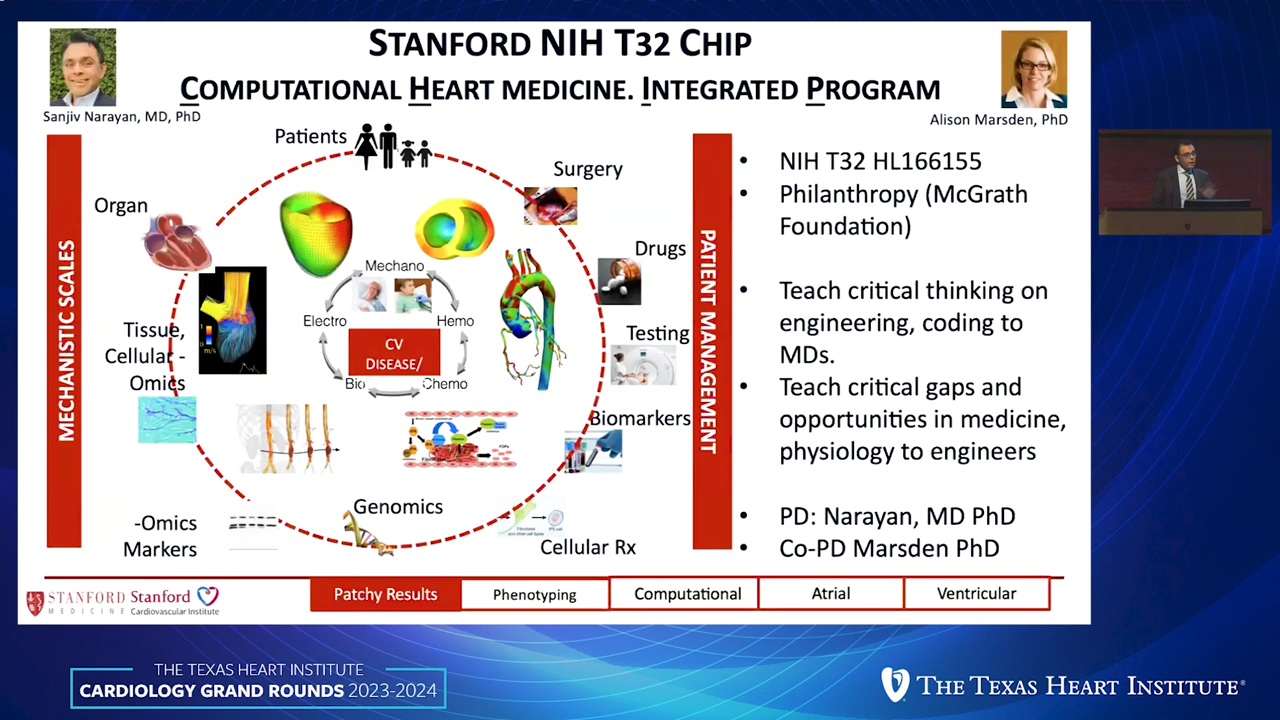 STANFORD NIH T32 CHIP
COMPUTATIONAL HEART MEDICINE. INTEGRATED PROGRAM
Sanjiv Narayan, MD, PhD
Alison Marsden, PhD
MECHANISTIC SCALES
Patients
Organ
Tissue,
Cellular -
Omics
-Omics
Markers
Genomics
Cellular Rx
Biomarkers
Testing
Drugs
Surgery
Mechano
Electro
Hemo
CV
DISEASE/
Bio
Chemo
m/s
PATIENT MANAGEMENT
• NIH T32 HL166155
• Philanthropy (McGrath
Foundation)
• Teach critical thinking on
engineering, coding to
MDs.
• Teach critical gaps and
opportunities in medicine,
physiology to engineers
• PD: Narayan, MD PhD
• Co-PD Marsden PhD
STANFORD
MEDICINE
Stanford
Cardiovascular Institute
Patchy Results
Phenotyping
Computational
Atrial
Ventricular
THE TEXAS HEART INSTITUTE
CARDIOLOGY GRAND ROUNDS 2023-2024
THE TEXAS HEART INSTITUTE®